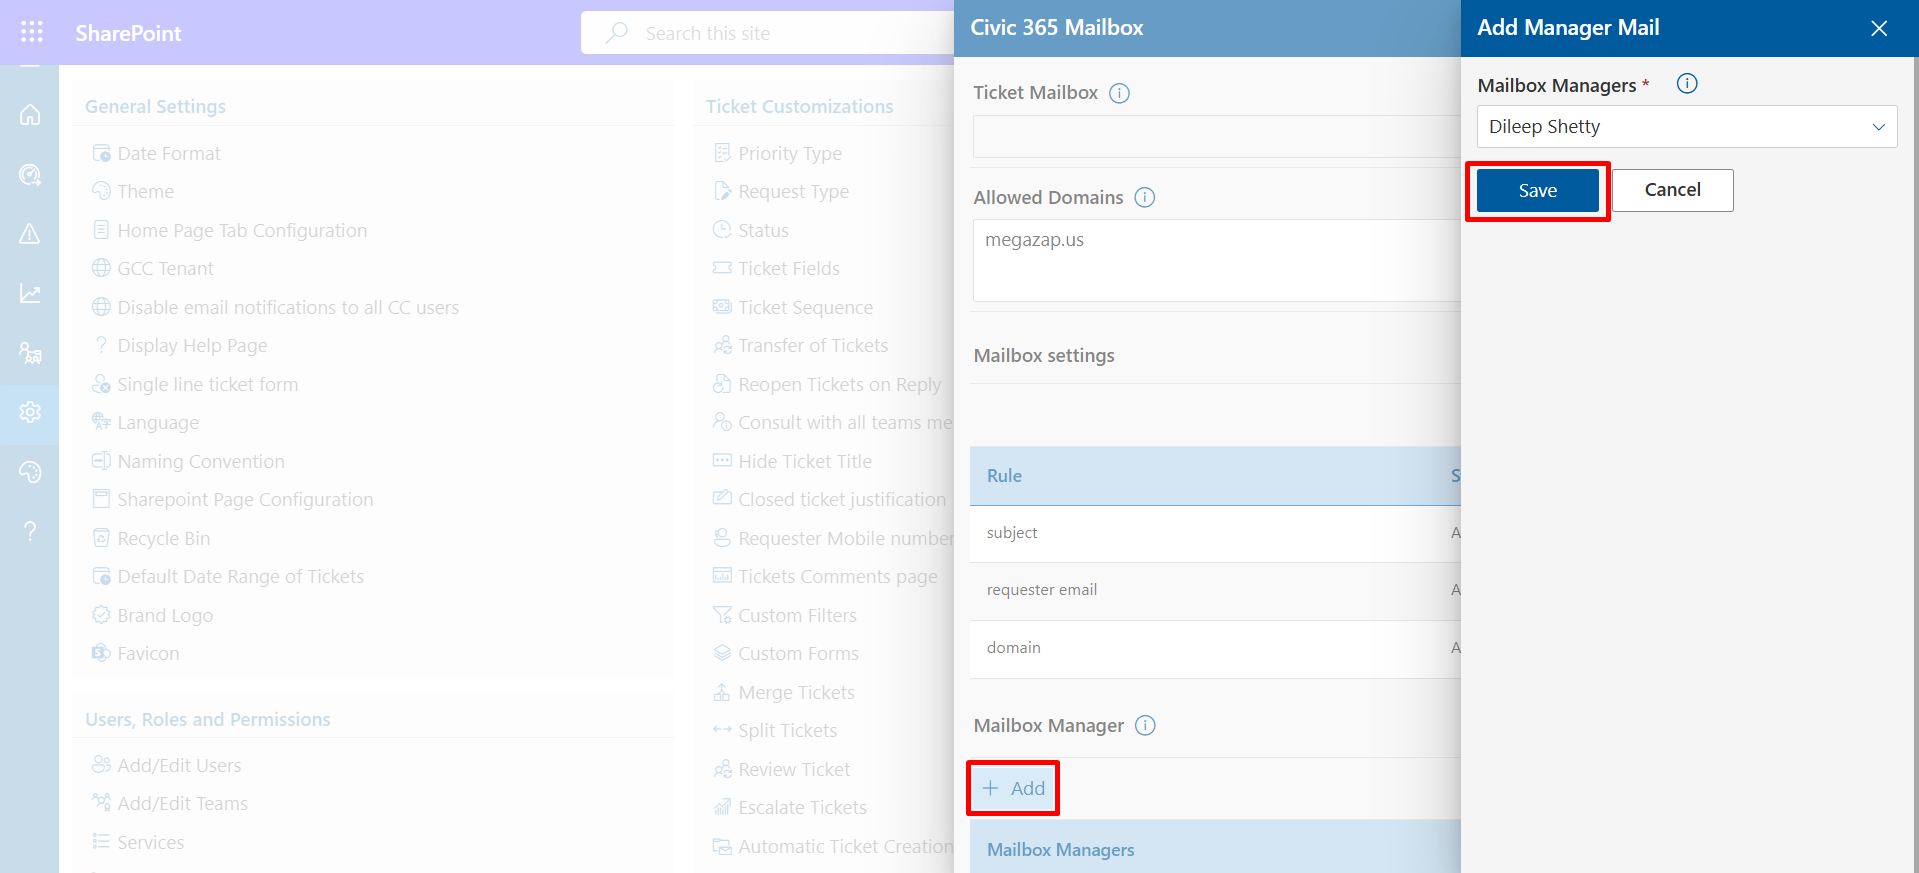 SharePoint
Search this site
General Settings
Date Format
Theme
Home Page Tab Configuration
GCC Tenant
Disable email notifications to all CC users
Display Help Page
Single line ticket form
Language
Naming Convention
Sharepoint Page Configuration
Recycle Bin
Default Date Range of Tickets
Brand Logo
Favicon
Users, Roles and Permissions
Add/Edit Users
Add/Edit Teams
Services
Ticket Customizations
Priority Type
Request Type
Status
Ticket Fields
Ticket Sequence
Transfer of Tickets
Reopen Tickets on Reply
Consult with all teams me
Hide Ticket Title
Closed ticket justification
Requester Mobile number
Tickets Comments page
Custom Filters
Custom Forms
Merge Tickets
Split Tickets
Review Ticket
Escalate Tickets
Automatic Ticket Creation
Civic 365 Mailbox
Ticket Mailbox
Allowed Domains
megazap.us
Mailbox settings
Rule S
subject A
requester email A
domain A
Mailbox Manager
+ Add
Mailbox Managers
Add Manager Mail
Mailbox Managers *
Dileep Shetty
Save Cancel